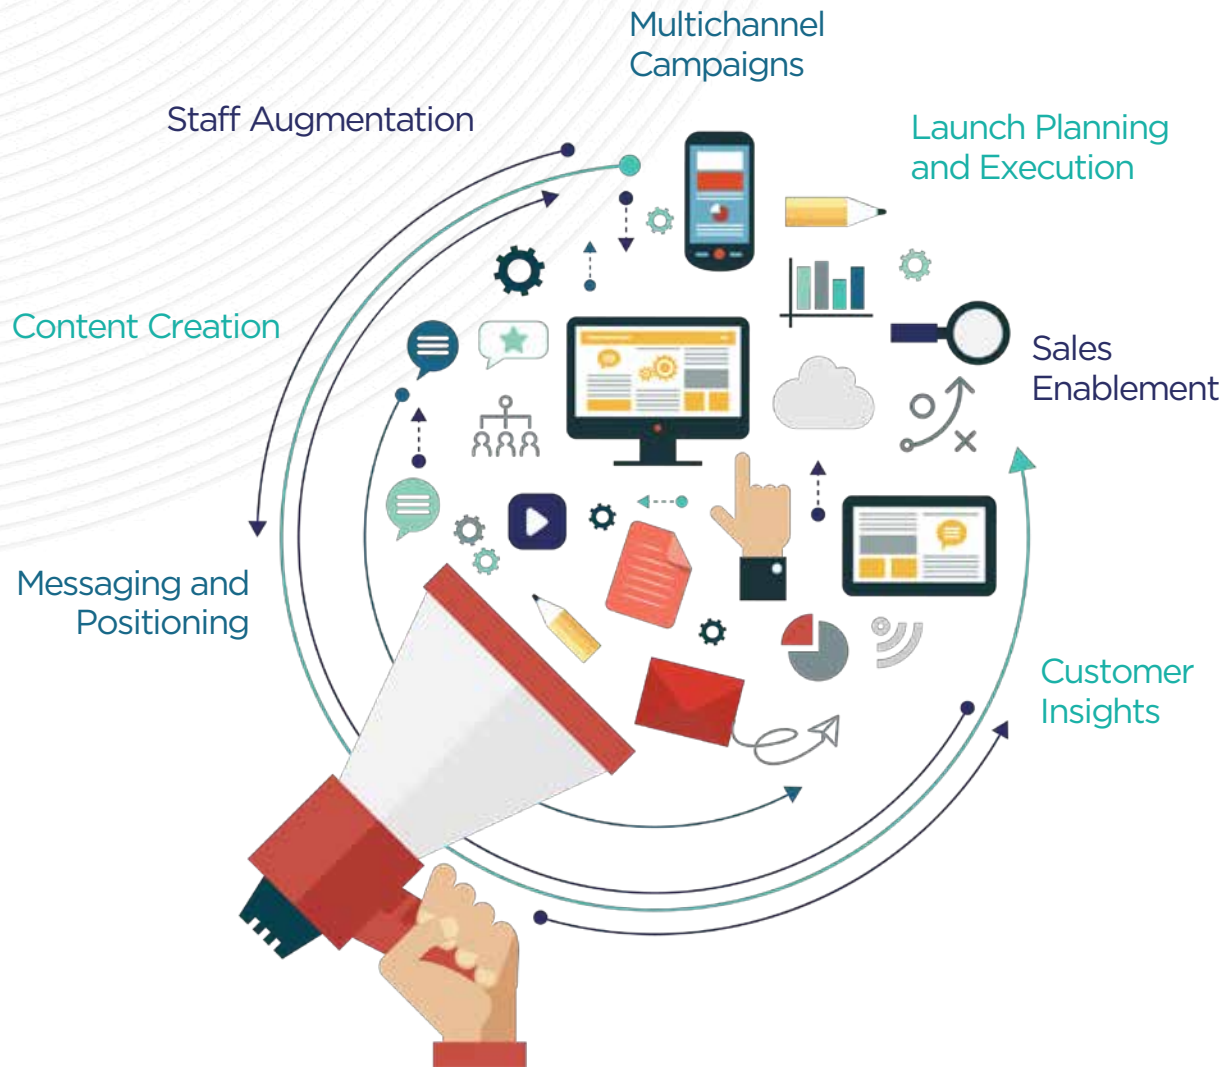 Multichannel
Campaigns
Staff Augmentation
Launch Planning
and Execution
Content Creation
Sales
Enablement
Messaging and
Positioning
Customer
Insights